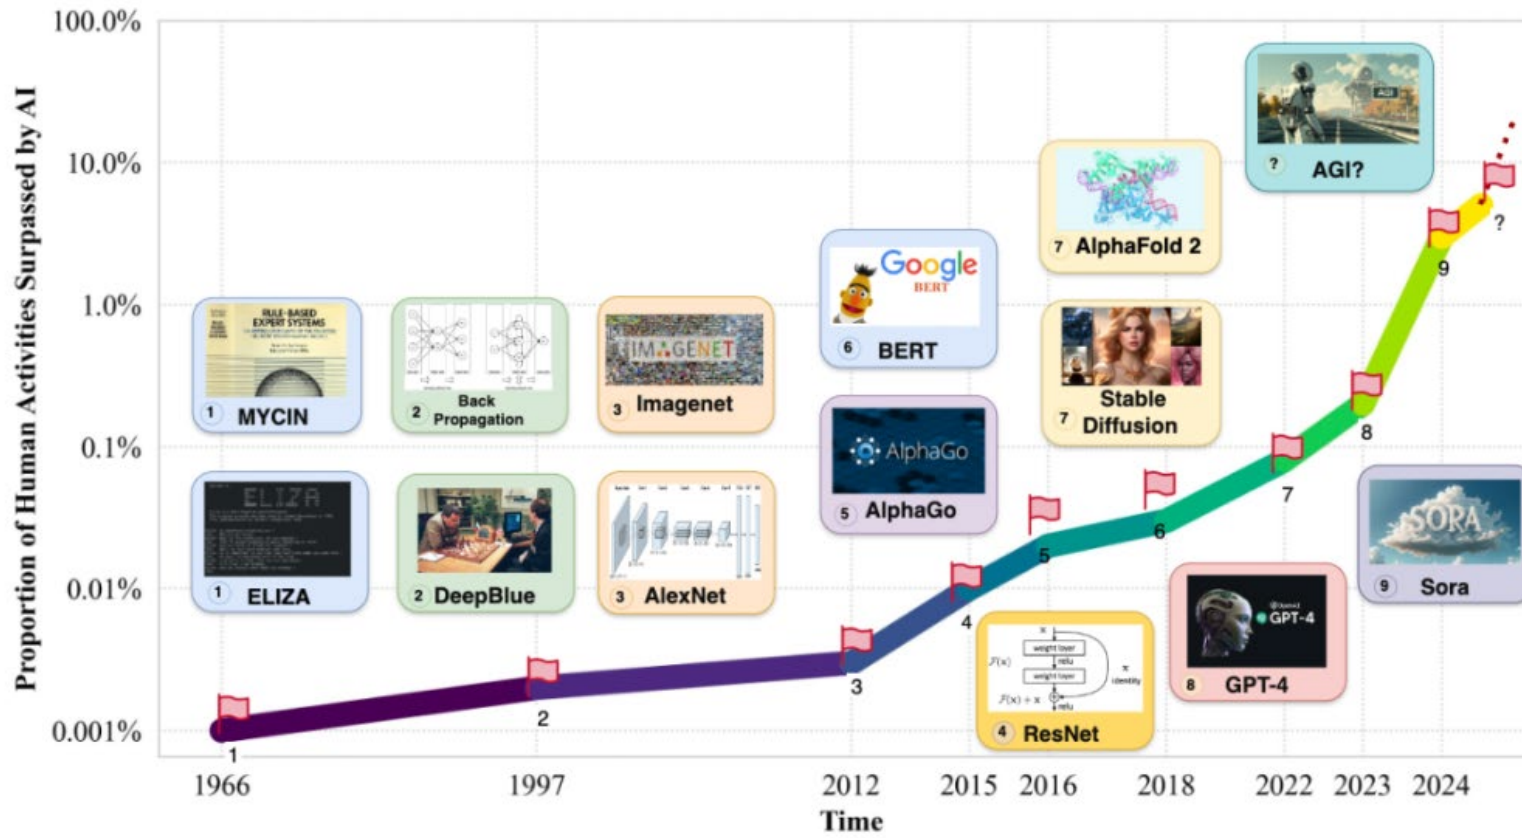 Proportion of Human Activities Surpassed by AI
100.0%
10.0%
1.0%
0.1%
0.01%
0.001%
RULE-BASED
EXPERT SYSTEMS
1 MYCIN
2 Back
Propagation
IMAGENET
3 Imagenet
Google
BERT
6 BERT
7 AlphaFold 2
AGI
? AGI?
ELIZA
1 ELIZA
2 DeepBlue
3 AlexNet
AlphaGo
5 AlphaGo
7 Stable
Diffusion
x
weight layer
F(x)
relu
weight layer
x
identity
F(x) + x
relu
4 ResNet
GPT-4
8 GPT-4
SORA
9 Sora
1
2
3
4
5
6
7
8
9
?
1966
1997
2012
2015
2016
2018
2022
2023
2024
Time